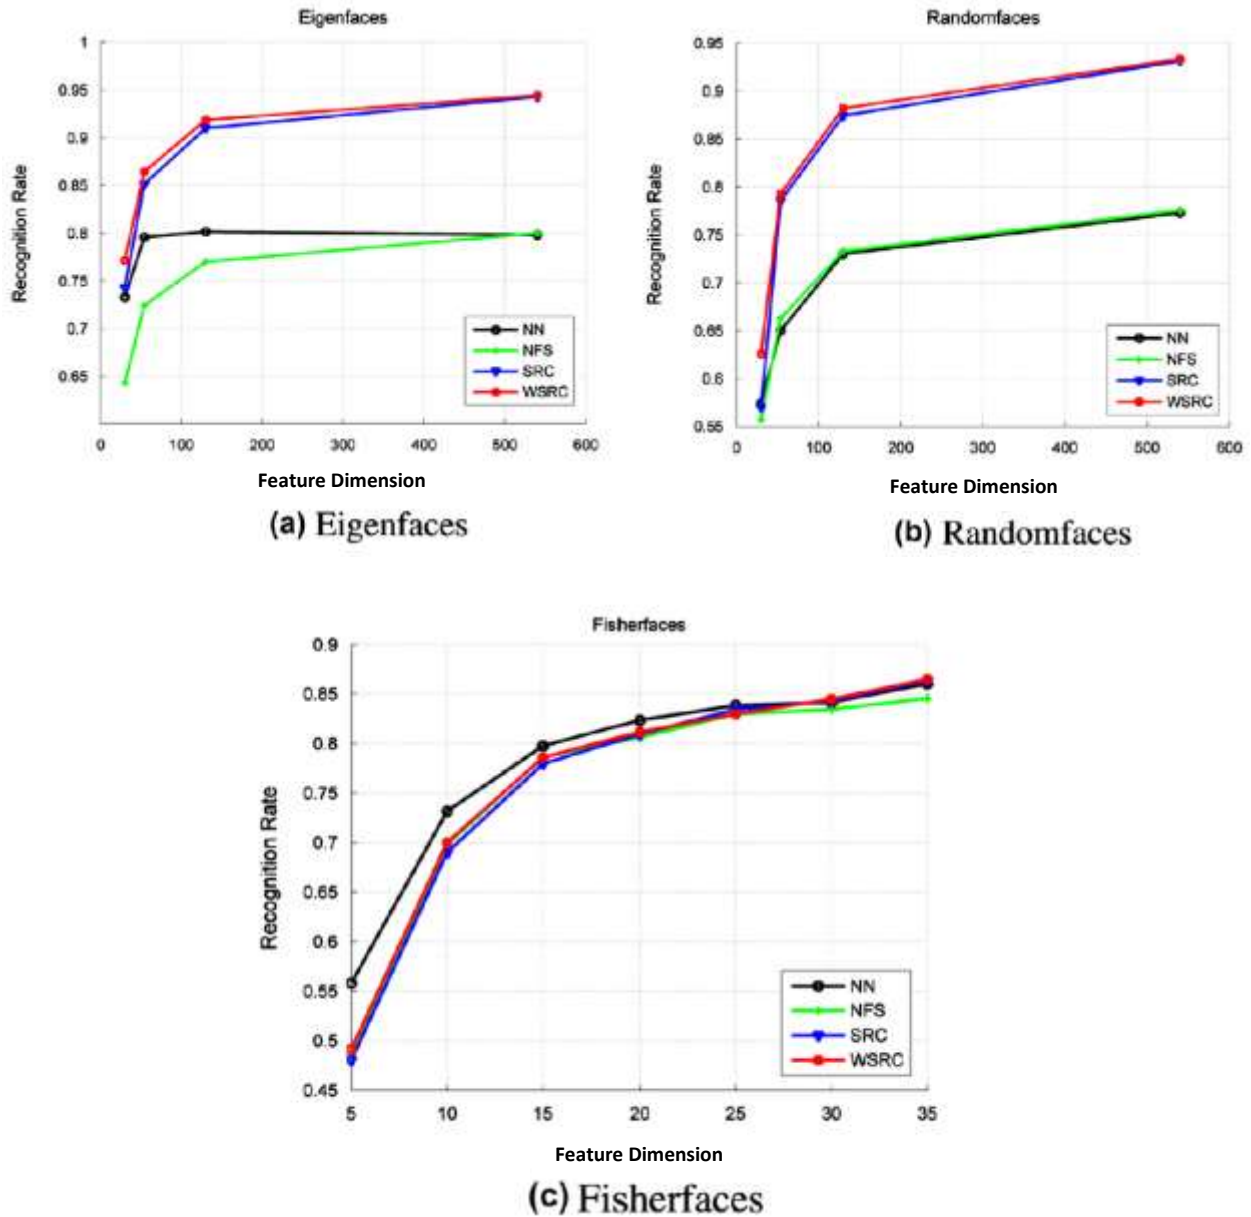 Eigenfaces
1
0.95
0.9
0.85
0.8
0.75
0.7
0.65
Recognition Rate
NN
NFS
SRC
WSRC
0 100 200 300 400 500 600
Feature Dimension
(a) Eigenfaces
Randomfaces
0.95
0.9
0.85
0.8
0.75
0.7
0.65
0.6
0.55
Recognition Rate
NN
NFS
SRC
WSRC
0 100 200 300 400 500 600
Feature Dimension
(b) Randomfaces
Fisherfaces
0.9
0.85
0.8
0.75
0.7
0.65
0.6
0.55
0.5
0.45
Recognition Rate
NN
NFS
SRC
WSRC
5 10 15 20 25 30 35
Feature Dimension
(c) Fisherfaces